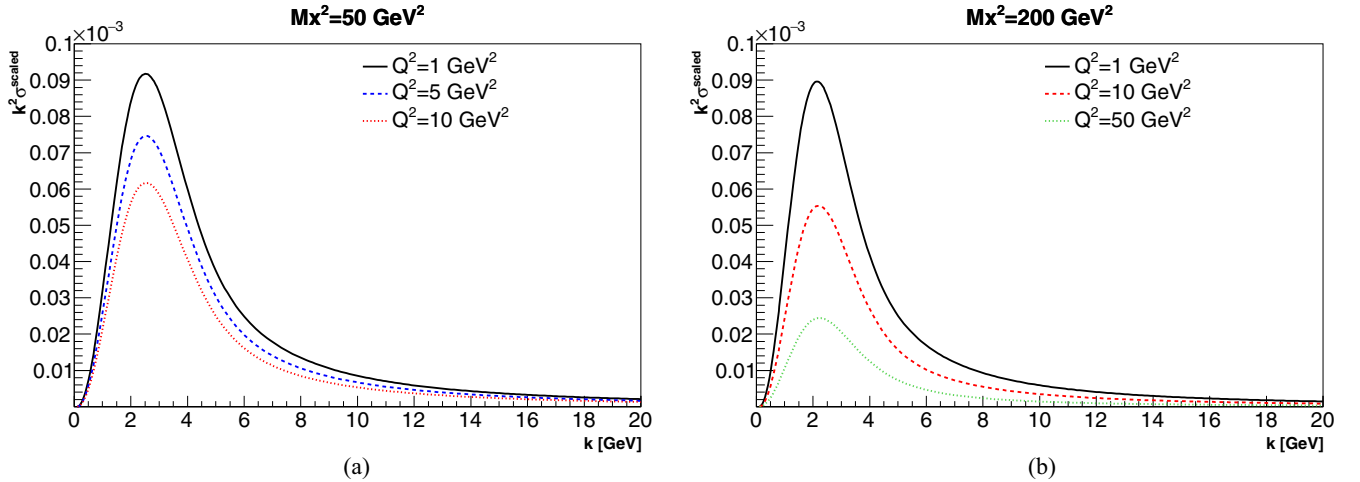 Mx²=50 GeV²
×10⁻³
k²σˢᶜᵃˡᵉᵈ
0.1
0.09
0.08
0.07
0.06
0.05
0.04
0.03
0.02
0.01
Q²=1 GeV²
Q²=5 GeV²
Q²=10 GeV²
0 2 4 6 8 10 12 14 16 18 20
k [GeV]
(a)
Mx²=200 GeV²
×10⁻³
k²σˢᶜᵃˡᵉᵈ
0.1
0.09
0.08
0.07
0.06
0.05
0.04
0.03
0.02
0.01
Q²=1 GeV²
Q²=10 GeV²
Q²=50 GeV²
0 2 4 6 8 10 12 14 16 18 20
k [GeV]
(b)